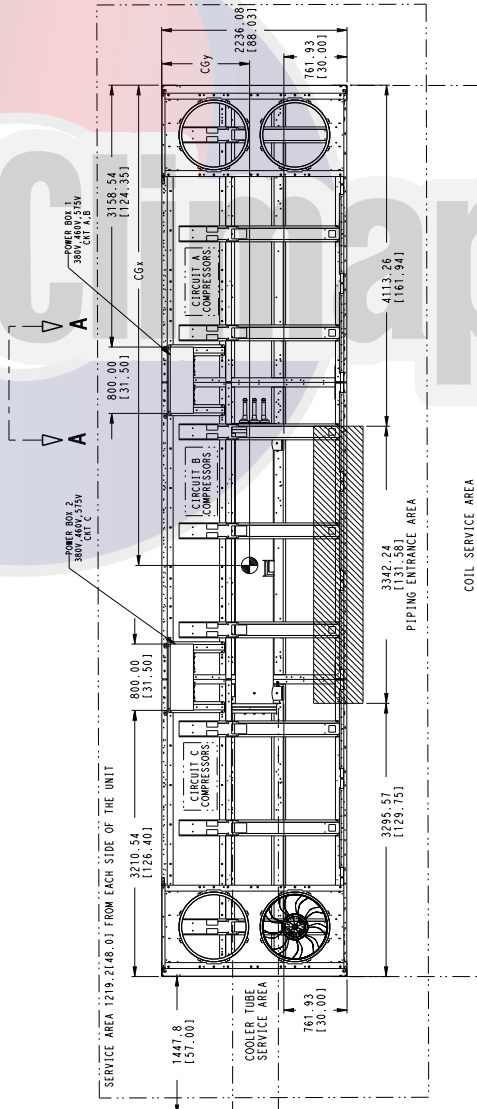 2236.08
[88.03]
CGy
761.93
[30.00]
3158.54
[124.35]
CGx
POWER BOX 1
380V,460V,575V
CKT A,B
CIRCUIT A
COMPRESSORS
4113.26
[161.94]
A
A
800.00
[31.50]
CIRCUIT B
COMPRESSORS
POWER BOX 2
380V,460V,575V
CKT C
3342.24
[131.58]
PIPING ENTRANCE AREA
COIL SERVICE AREA
800.00
[31.50]
CIRCUIT C
COMPRESSORS
3210.54
[126.40]
3295.57
[129.75]
SERVICE AREA 1219.2[48.0] FROM EACH SIDE OF THE UNIT
1447.8
[57.00]
COOLER TUBE
SERVICE AREA
761.93
[30.00]
Climap